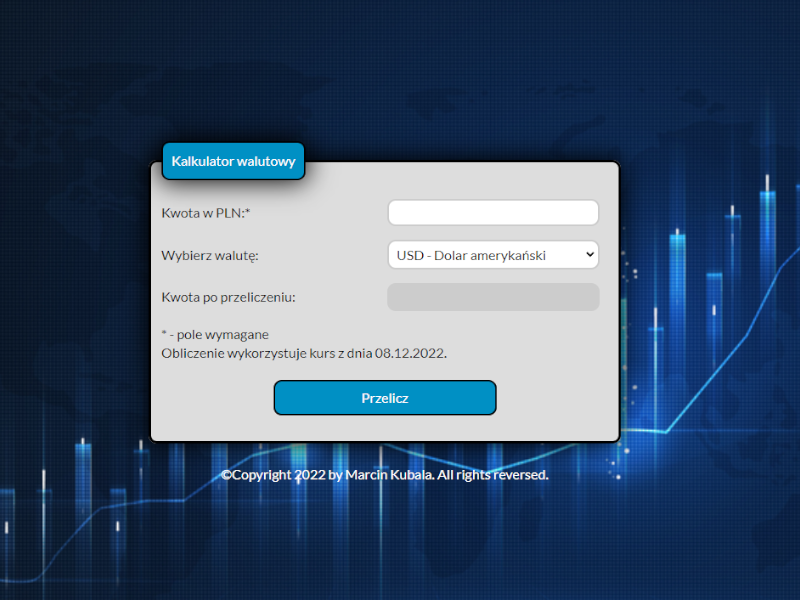 Kalkulator walutowy
Kwota w PLN:*
Wybierz walutę:
USD - Dolar amerykański
Kwota po przeliczeniu:
* - pole wymagane
Obliczenie wykorzystuje kurs z dnia 08.12.2022.
Przelicz
©Copyright 2022 by Marcin Kubala. All rights reversed.